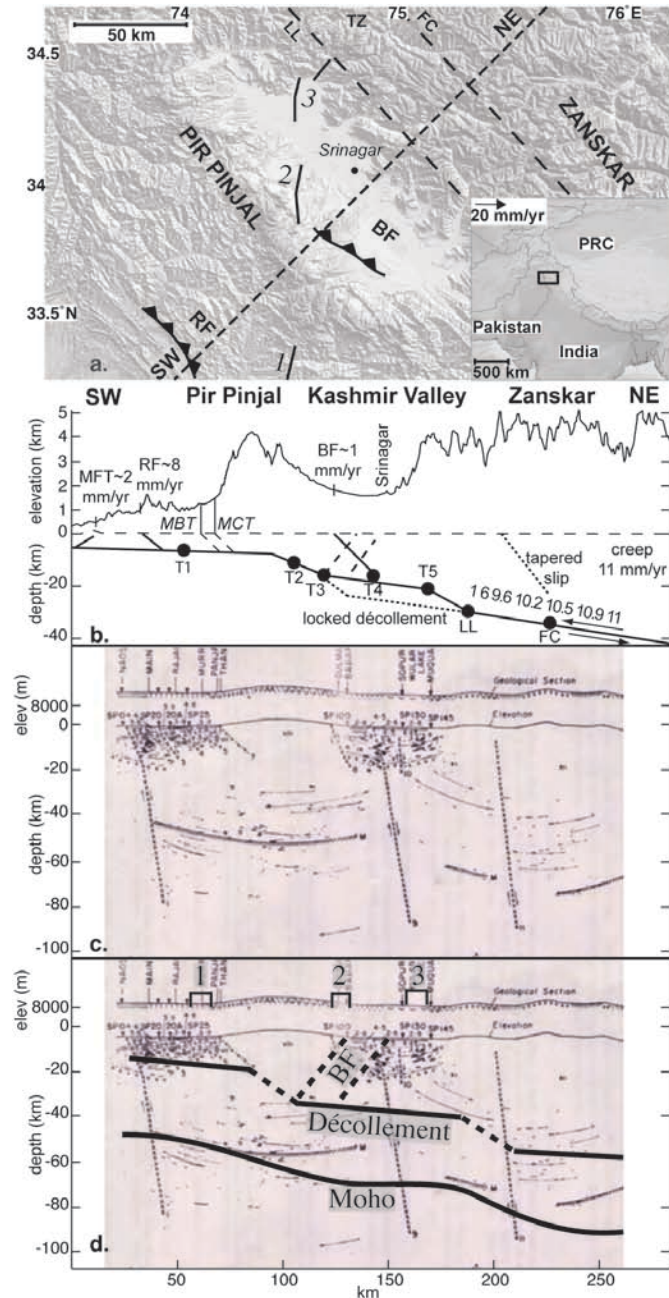 74 75 76°E
50 km
34.5
LL TZ FC NE
3
ZANSKAR
Srinagar
PIR PINJAL
34
2
BF
20 mm/yr
PRC
33.5°N
RF
SW
1
Pakistan
India
500 km
a.
SW Pir Pinjal Kashmir Valley Zanskar NE
5
4
3
2
1
0
elevation (km)
MFT~2 mm/yr
RF~8 mm/yr
BF~1 mm/yr
Srinagar
MBT MCT
T1
T2
T3
T4
T5
LL
FC
tapered slip
creep 11 mm/yr
1 6 9.6 10.2 10.5 10.9 11
locked décollement
-20
-40
depth (km)
b.
elev (m)
8000
0
-20
-40
-60
-80
-100
depth (km)
Geological Section
Elevation
c.
1 2 3
elev (m)
8000
0
-20
-40
-60
-80
-100
depth (km)
Geological Section
Elevation
BF
Décollement
Moho
d.
50 100 150 200 250
km